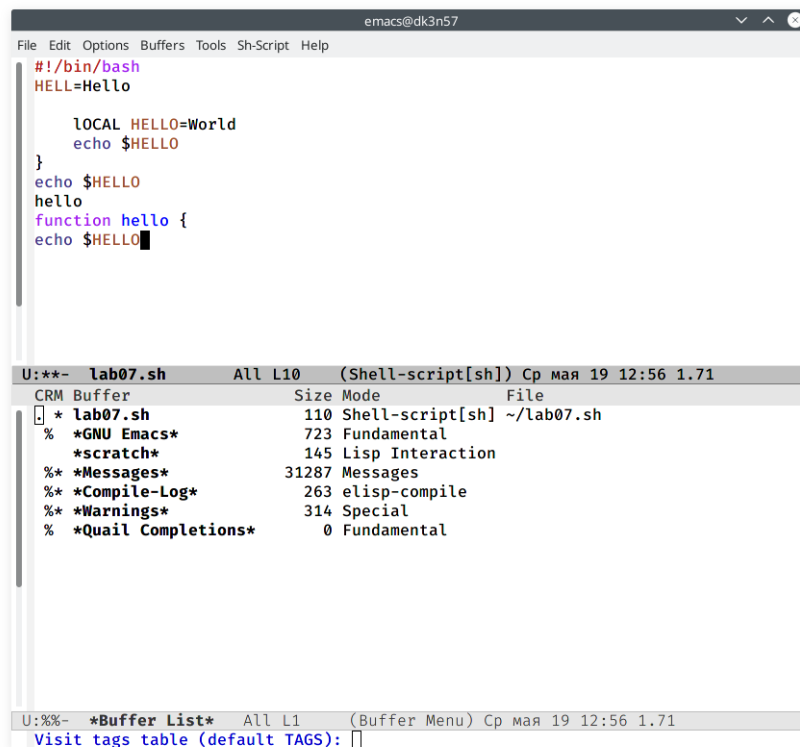 emacs@dk3n57
File Edit Options Buffers Tools Sh-Script Help
#!/bin/bash
HELL=Hello
    lOCAL HELLO=World
    echo $HELLO
}
echo $HELLO
hello
function hello {
echo $HELLO
U:**-  lab07.sh       All L10    (Shell-script[sh]) Ср мая 19 12:56 1.71
CRM Buffer                 Size Mode              File
. * lab07.sh                110 Shell-script[sh] ~/lab07.sh
 %  *GNU Emacs*             723 Fundamental
    *scratch*               145 Lisp Interaction
 %* *Messages*            31287 Messages
 %* *Compile-Log*           263 elisp-compile
 %* *Warnings*              314 Special
 %  *Quail Completions*       0 Fundamental
U:%%-  *Buffer List*   All L1     (Buffer Menu) Ср мая 19 12:56 1.71
Visit tags table (default TAGS):